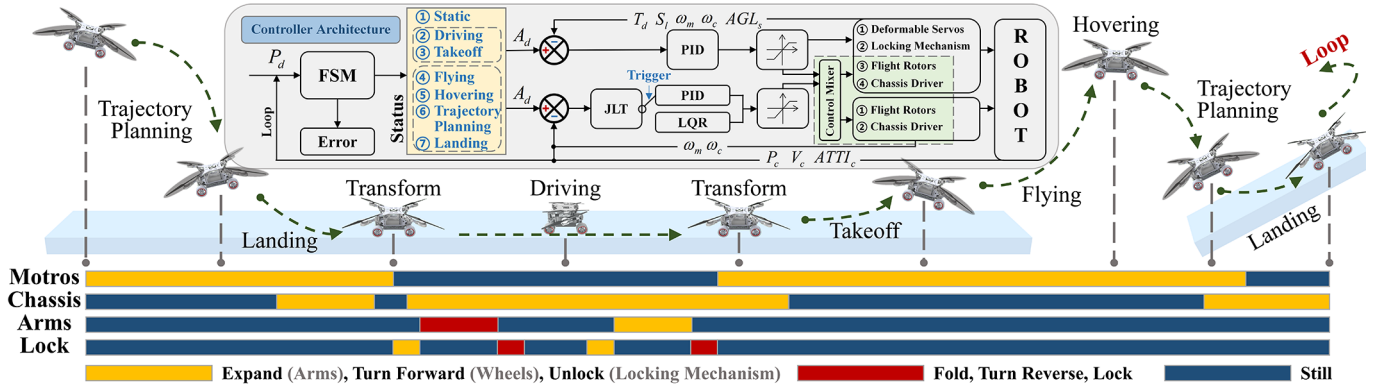 Controller Architecture
P_d
FSM
Error
Loop
Status
① Static
② Driving
③ Takeoff
④ Flying
⑤ Hovering
⑥ Trajectory
Planning
⑦ Landing
A_d
A_d
T_d S_l ω_m ω_c AGL_s
PID
JLT
Trigger
PID
LQR
Control Mixer
① Deformable Servos
② Locking Mechanism
③ Flight Rotors
④ Chassis Driver
① Flight Rotors
② Chassis Driver
ROBOT
ω_m ω_c
P_c V_c ATTI_c
Trajectory
Planning
Landing
Transform
Driving
Transform
Takeoff
Flying
Hovering
Trajectory
Planning
Loop
Landing
Motros
Chassis
Arms
Lock
Expand (Arms), Turn Forward (Wheels), Unlock (Locking Mechanism)
Fold, Turn Reverse, Lock
Still